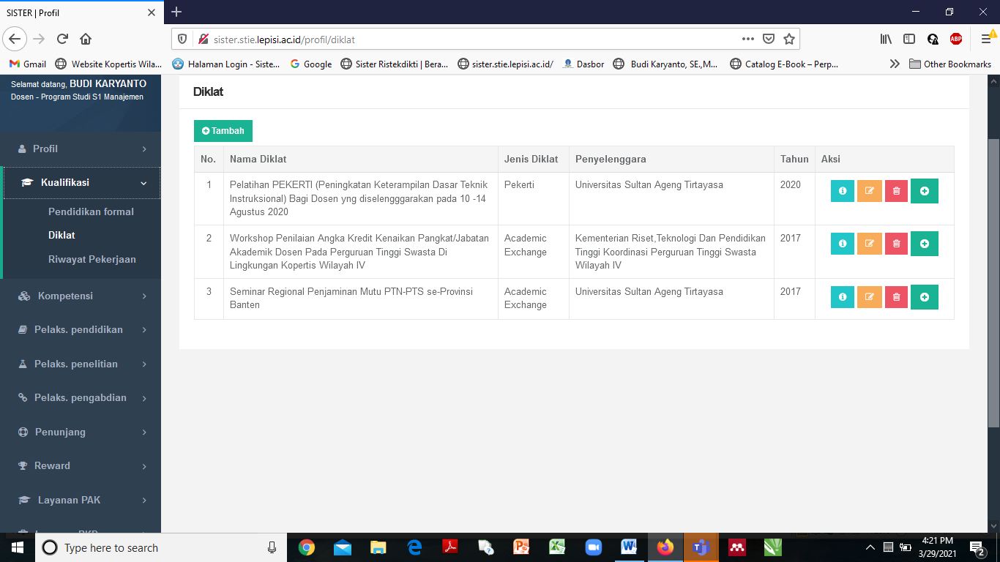 SISTER | Profil
sister.stie.lepisi.ac.id/profil/diklat
ABP
Gmail
Website Kopertis Wila...
Halaman Login - Siste...
Google
Sister Ristekdikti | Bera...
sister.stie.lepisi.ac.id/
Dasbor
Budi Karyanto, SE.,M...
Catalog E-Book – Perp...
Other Bookmarks
Selamat datang, BUDI KARYANTO
Dosen - Program Studi S1 Manajemen
Profil
Kualifikasi
Pendidikan formal
Diklat
Riwayat Pekerjaan
Kompetensi
Pelaks. pendidikan
Pelaks. penelitian
Pelaks. pengabdian
Penunjang
Reward
Layanan PAK
Diklat
Tambah
No. Nama Diklat Jenis Diklat Penyelenggara Tahun Aksi
1 Pelatihan PEKERTI (Peningkatan Keterampilan Dasar Teknik Pekerti Universitas Sultan Ageng Tirtayasa 2020
Instruksional) Bagi Dosen yng diselengggarakan pada 10 -14
Agustus 2020
2 Workshop Penilaian Angka Kredit Kenaikan Pangkat/Jabatan Academic Kementerian Riset,Teknologi Dan Pendidikan 2017
Akademik Dosen Pada Perguruan Tinggi Swasta Di Exchange Tinggi Koordinasi Perguruan Tinggi Swasta
Lingkungan Kopertis Wilayah IV Wilayah IV
3 Seminar Regional Penjaminan Mutu PTN-PTS se-Provinsi Academic Universitas Sultan Ageng Tirtayasa 2017
Banten Exchange
Type here to search
4:21 PM
3/29/2021
2